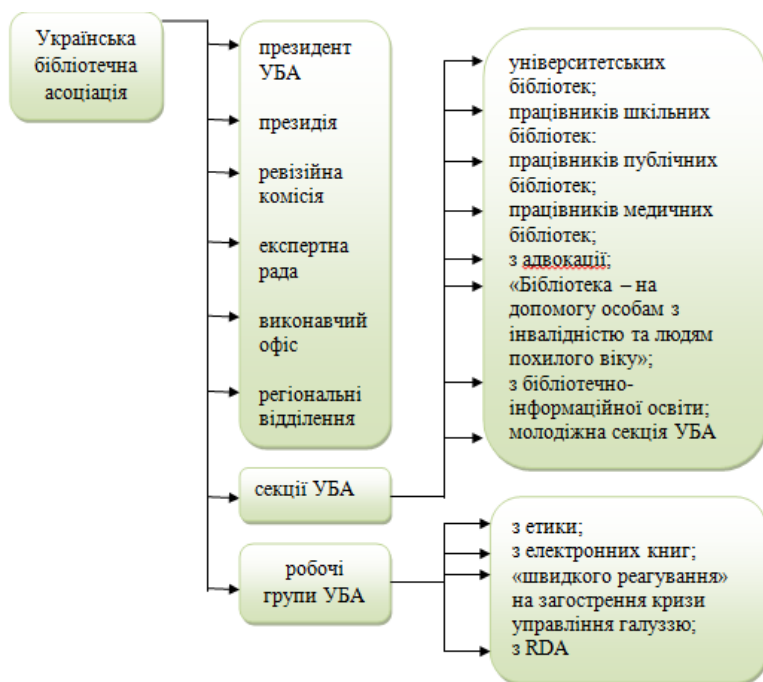 Українська
бібліотечна
асоціація
президент
УБА
президія
ревізійна
комісія
експертна
рада
виконавчий
офіс
регіональні
відділення
секції УБА
робочі
групи УБА
університетських
бібліотек;
працівників шкільних
бібліотек:
працівників публічних
бібліотек;
працівників медичних
бібліотек;
з адвокації;
«Бібліотека – на
допомогу особам з
інвалідністю та людям
похилого віку»;
з бібліотечно-
інформаційної освіти;
молодіжна секція УБА
з етики;
з електронних книг;
«швидкого реагування»
на загострення кризи
управління галуззю;
з RDA